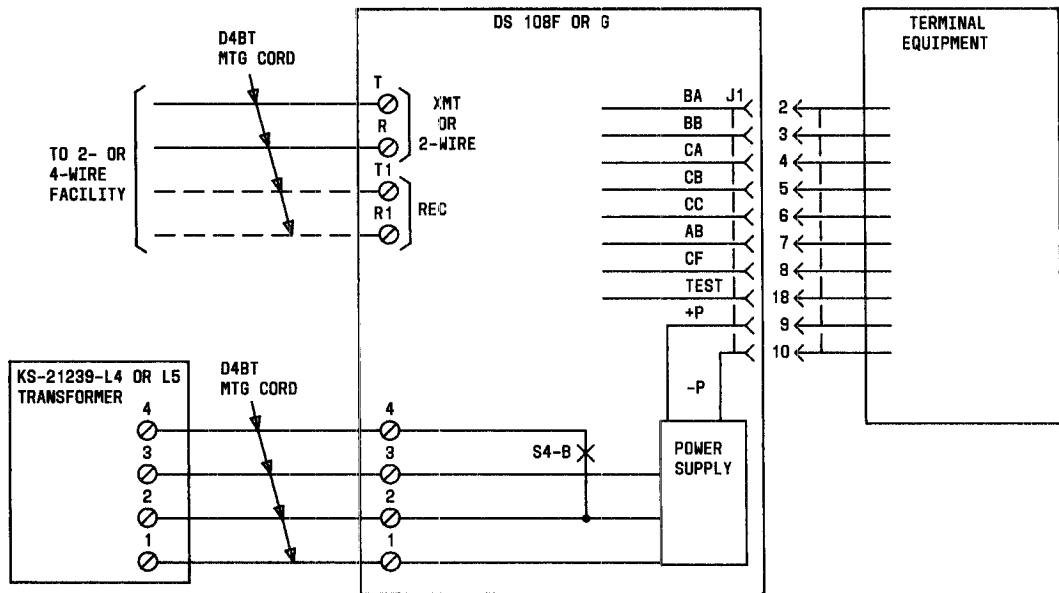 DS 108F OR G
TERMINAL
EQUIPMENT
D4BT
MTG CORD
T
R
T1
R1
XMT
OR
2-WIRE
REC
TO 2- OR
4-WIRE
FACILITY
BA J1 2
BB 3
CA 4
CB 5
CC 6
AB 7
CF 8
TEST 18
+P 9
10
-P
KS-21239-L4 OR L5
TRANSFORMER
D4BT
MTG CORD
4 4
3 3
2 2
1 1
S4-B
POWER
SUPPLY